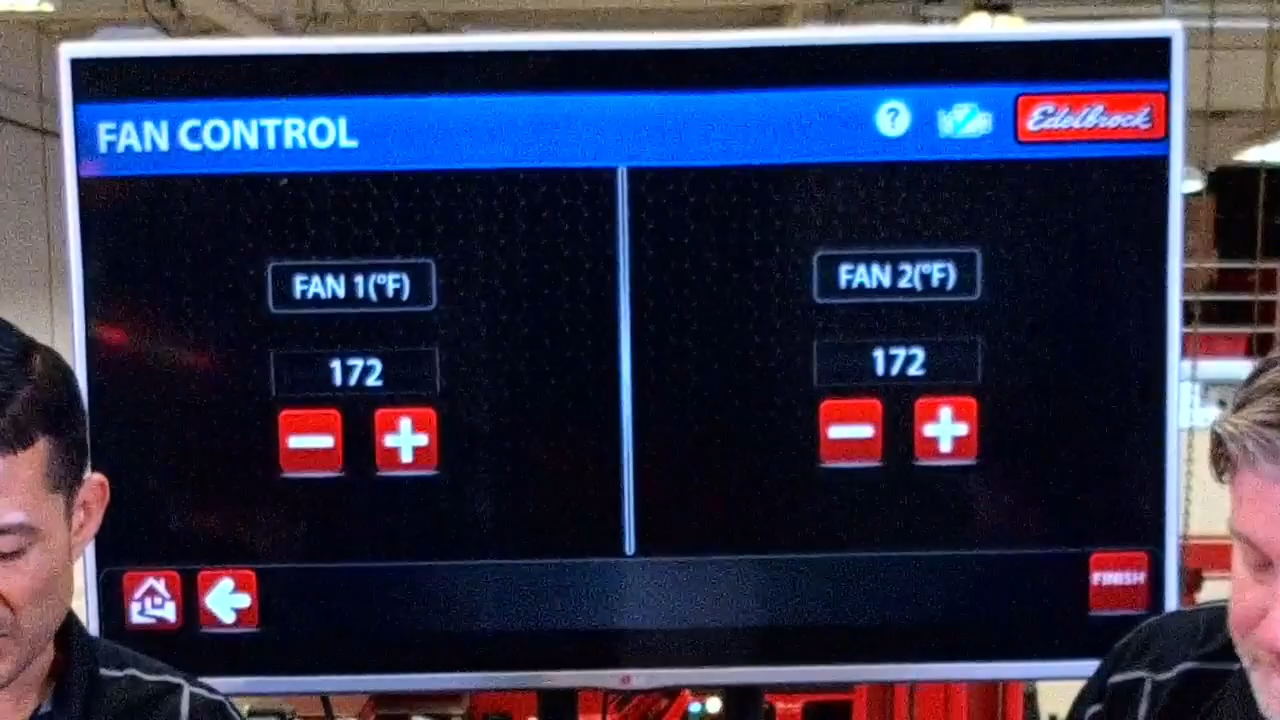 FAN CONTROL
?
Edelbrock
FAN 1(°F)
FAN 2(°F)
172
172
FINISH